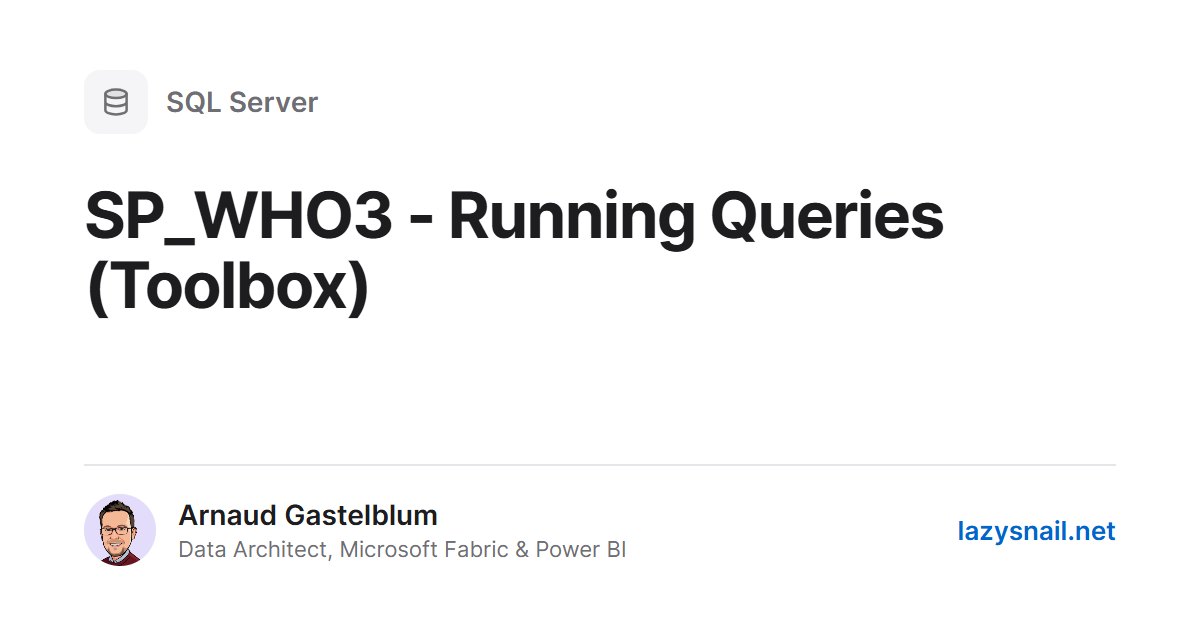 SQL Server
SP_WHO3 - Running Queries
(Toolbox)
Arnaud Gastelblum
Data Architect, Microsoft Fabric & Power BI
lazysnail.net